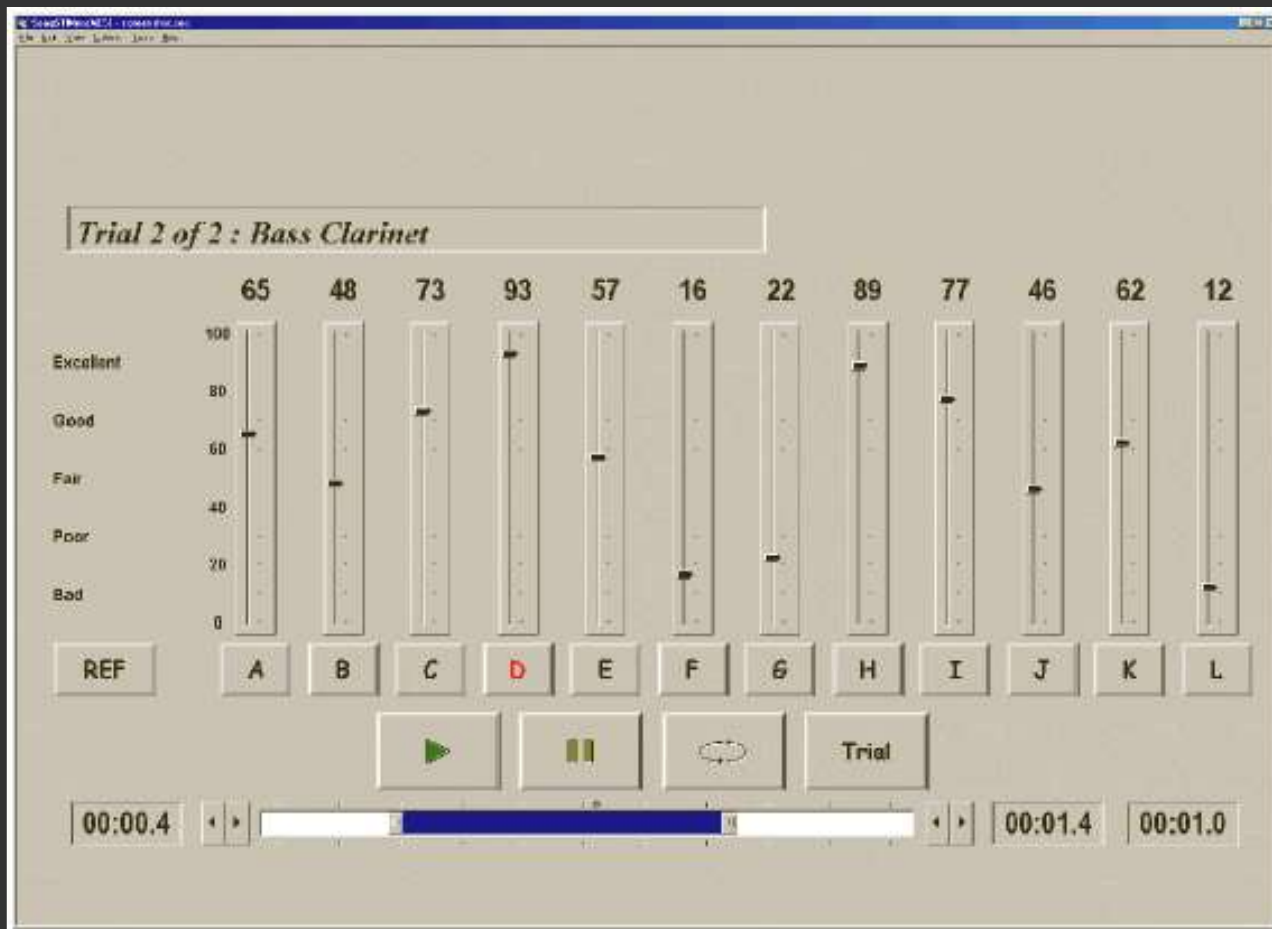 Trial 2 of 2 : Bass Clarinet
65 48 73 93 57 16 22 89 77 46 62 12
100
Excellent
80
Good
60
Fair
40
Poor
20
Bad
0
REF A B C D E F G H I J K L
Trial
00:00.4 00:01.4 00:01.0